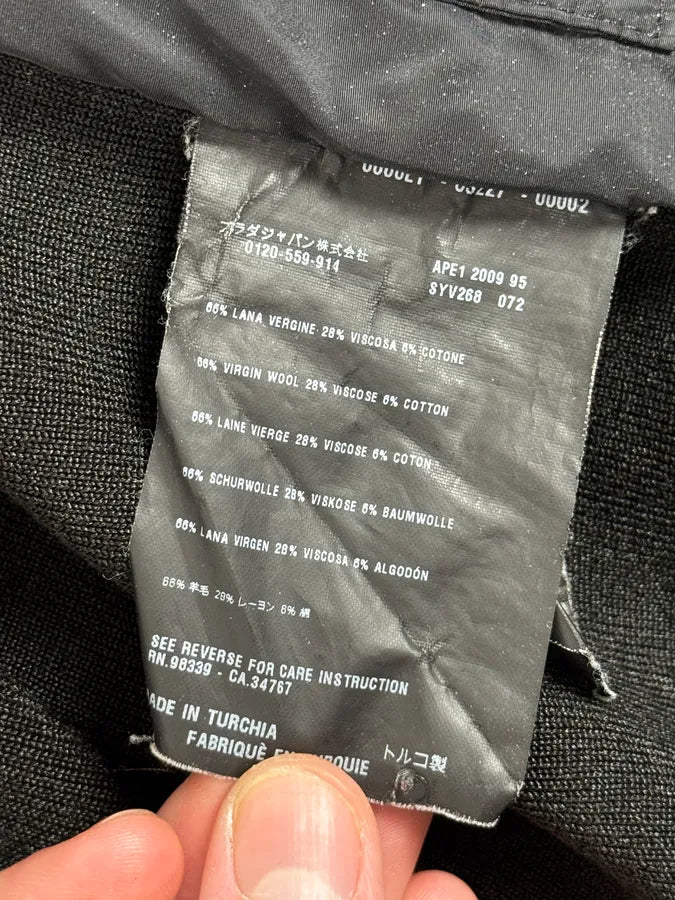 - 03227 - 00002
プラダジャパン株式会社
0120-559-914
APE1 2009 95
SYV268 072
66% LANA VERGINE 28% VISCOSA 6% COTONE
66% VIRGIN WOOL 28% VISCOSE 6% COTTON
66% LAINE VIERGE 28% VISCOSE 6% COTON
66% SCHURWOLLE 28% VISKOSE 6% BAUMWOLLE
66% LANA VIRGEN 28% VISCOSA 6% ALGODÓN
66% 羊毛 28% レーヨン 6% 綿
SEE REVERSE FOR CARE INSTRUCTION
RN.98339 - CA.34767
MADE IN TURCHIA
FABRIQUÈ
トルコ製